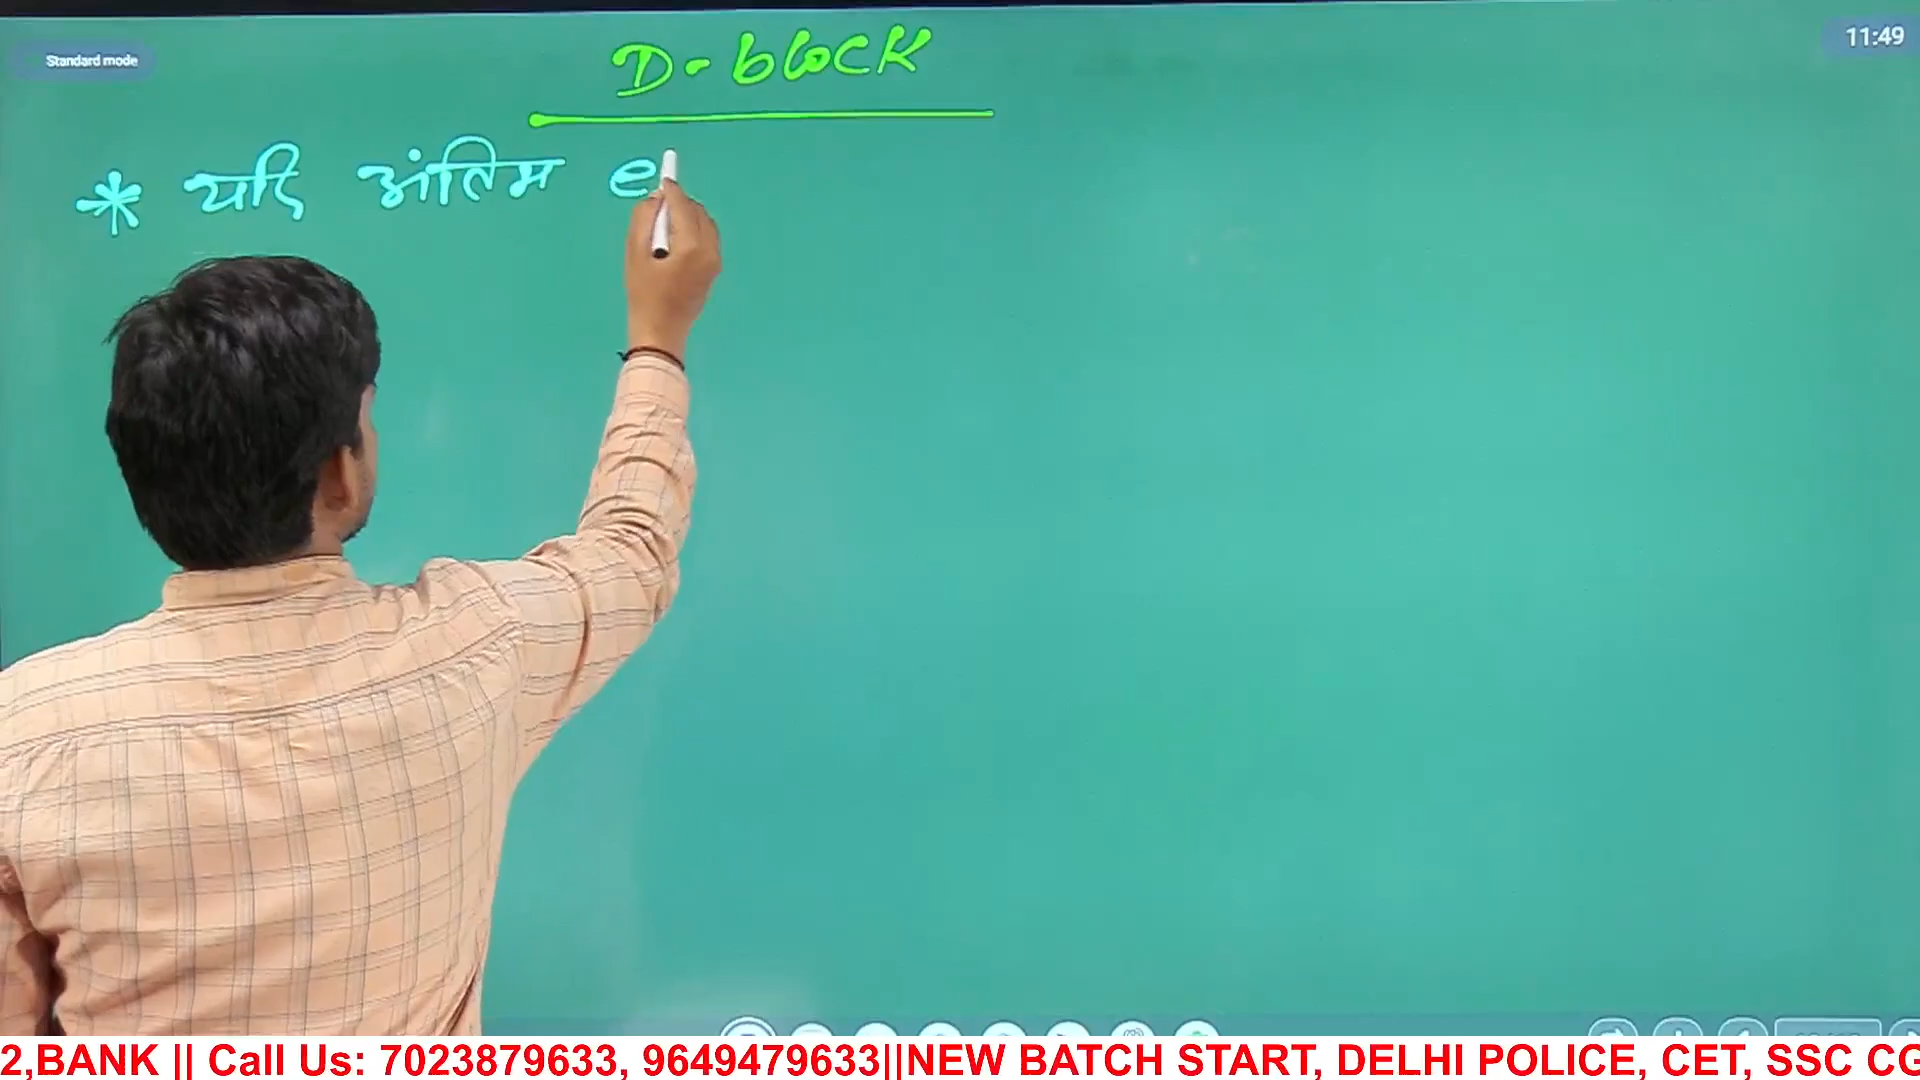 Standard mode
11:49
D-block
* यदि अंतिम e
2,BANK || Call Us: 7023879633, 9649479633||NEW BATCH START, DELHI POLICE, CET, SSC CG